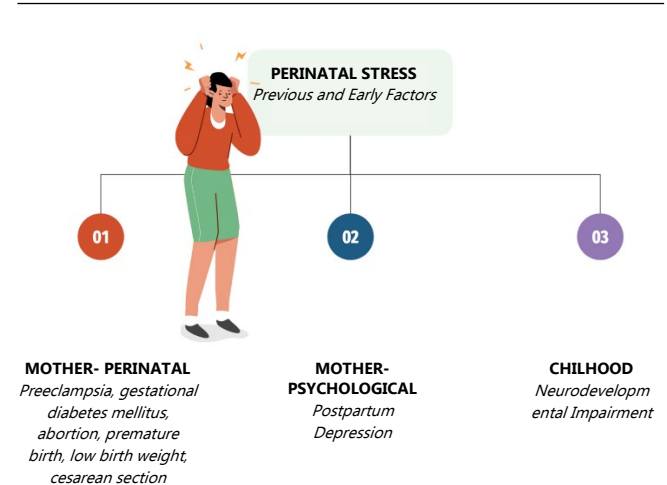 PERINATAL STRESS
Previous and Early Factors
01
02
03
MOTHER- PERINATAL
Preeclampsia, gestational
diabetes mellitus,
abortion, premature
birth, low birth weight,
cesarean section
MOTHER-
PSYCHOLOGICAL
Postpartum
Depression
CHILHOOD
Neurodevelopm
ental Impairment